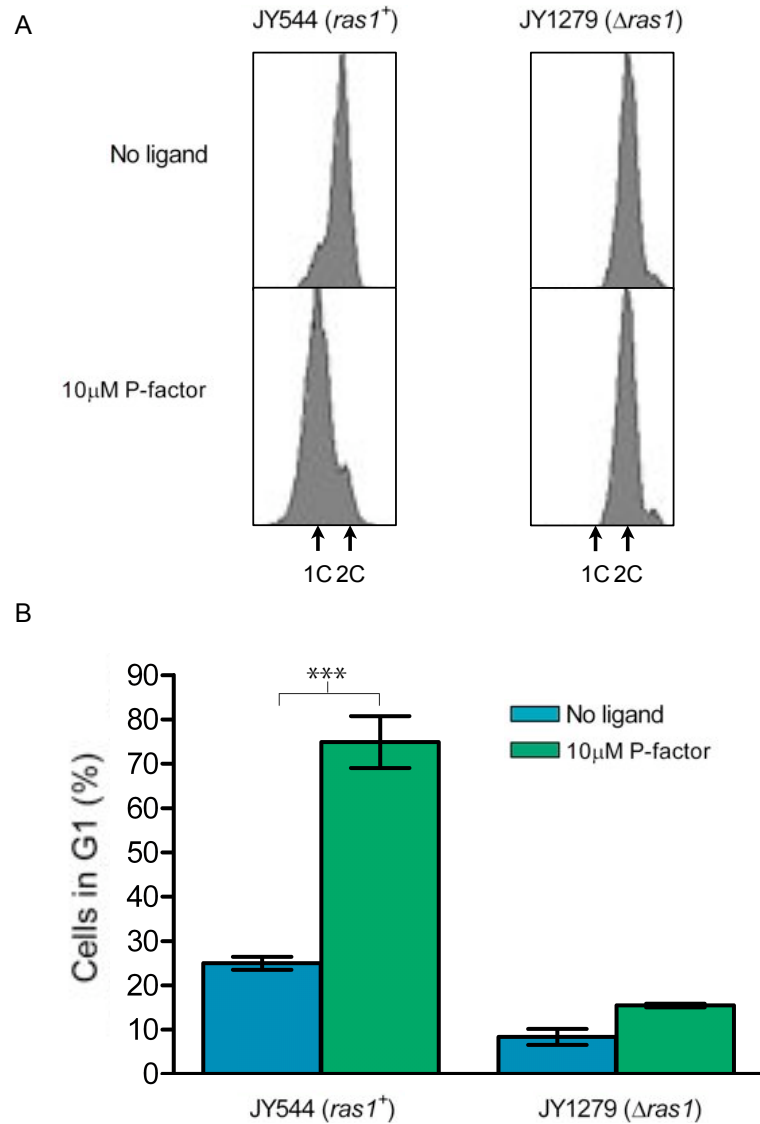 A
JY544 (ras1+)
JY1279 (Δras1)
No ligand
10μM P-factor
1C 2C
1C 2C
B
Cells in G1 (%)
90
80
70
60
50
40
30
20
10
0
***
No ligand
10μM P-factor
JY544 (ras1+)
JY1279 (Δras1)